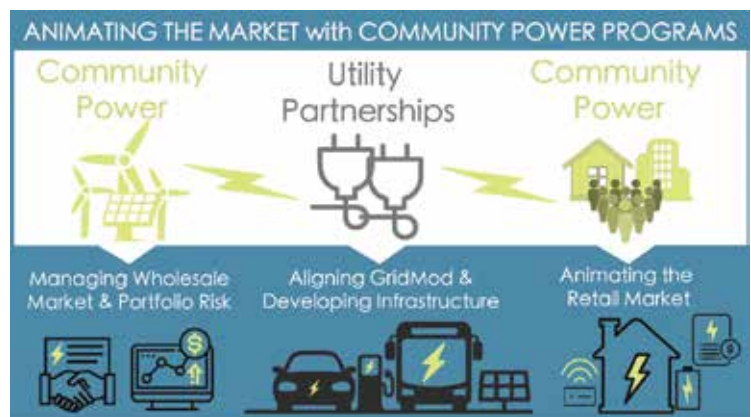 ANIMATING THE MARKET with COMMUNITY POWER PROGRAMS
Community
Power
Utility
Partnerships
Community
Power
Managing Wholesale
Market & Portfolio Risk
Aligning GridMod &
Developing Infrastructure
Animating the
Retail Market
$
$